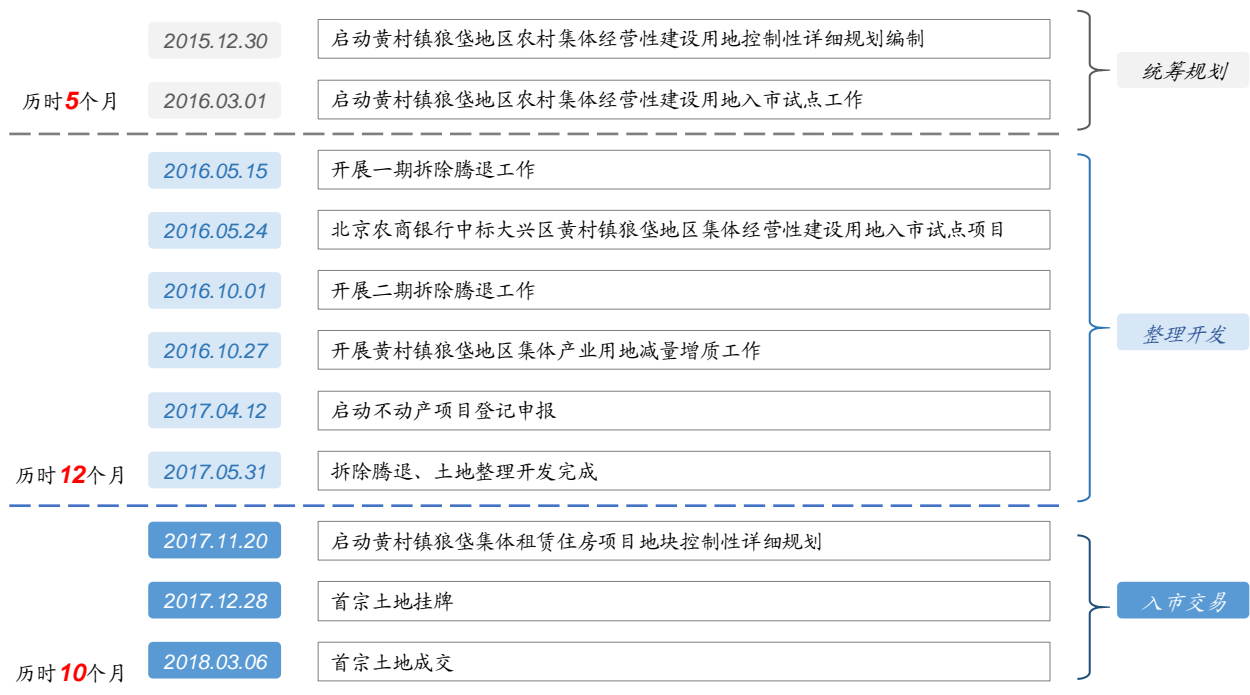 2015.12.30
启动黄村镇狼垡地区农村集体经营性建设用地控制性详细规划编制
统筹规划
历时5个月
2016.03.01
启动黄村镇狼垡地区农村集体经营性建设用地入市试点工作
2016.05.15
开展一期拆除腾退工作
2016.05.24
北京农商银行中标大兴区黄村镇狼垡地区集体经营性建设用地入市试点项目
2016.10.01
开展二期拆除腾退工作
整理开发
2016.10.27
开展黄村镇狼垡地区集体产业用地减量增质工作
2017.04.12
启动不动产项目登记申报
历时12个月
2017.05.31
拆除腾退、土地整理开发完成
2017.11.20
启动黄村镇狼垡集体租赁住房项目地块控制性详细规划
2017.12.28
首宗土地挂牌
入市交易
历时10个月
2018.03.06
首宗土地成交